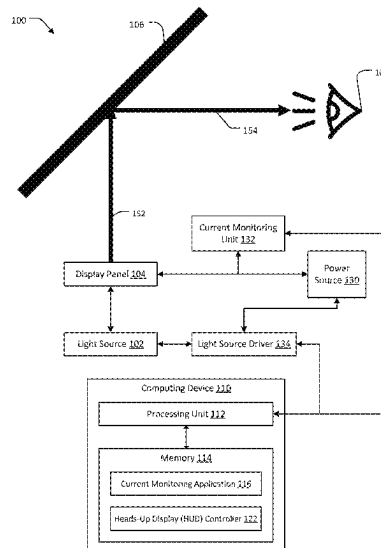 100
106
154
152
Current Monitoring
Unit 132
Display Panel 104
Power
Source 130
Light Source 102
Light Source Driver 134
Computing Device 110
Processing Unit 112
Memory 114
Current Monitoring Application 116
Heads-Up Display (HUD) Controller 122